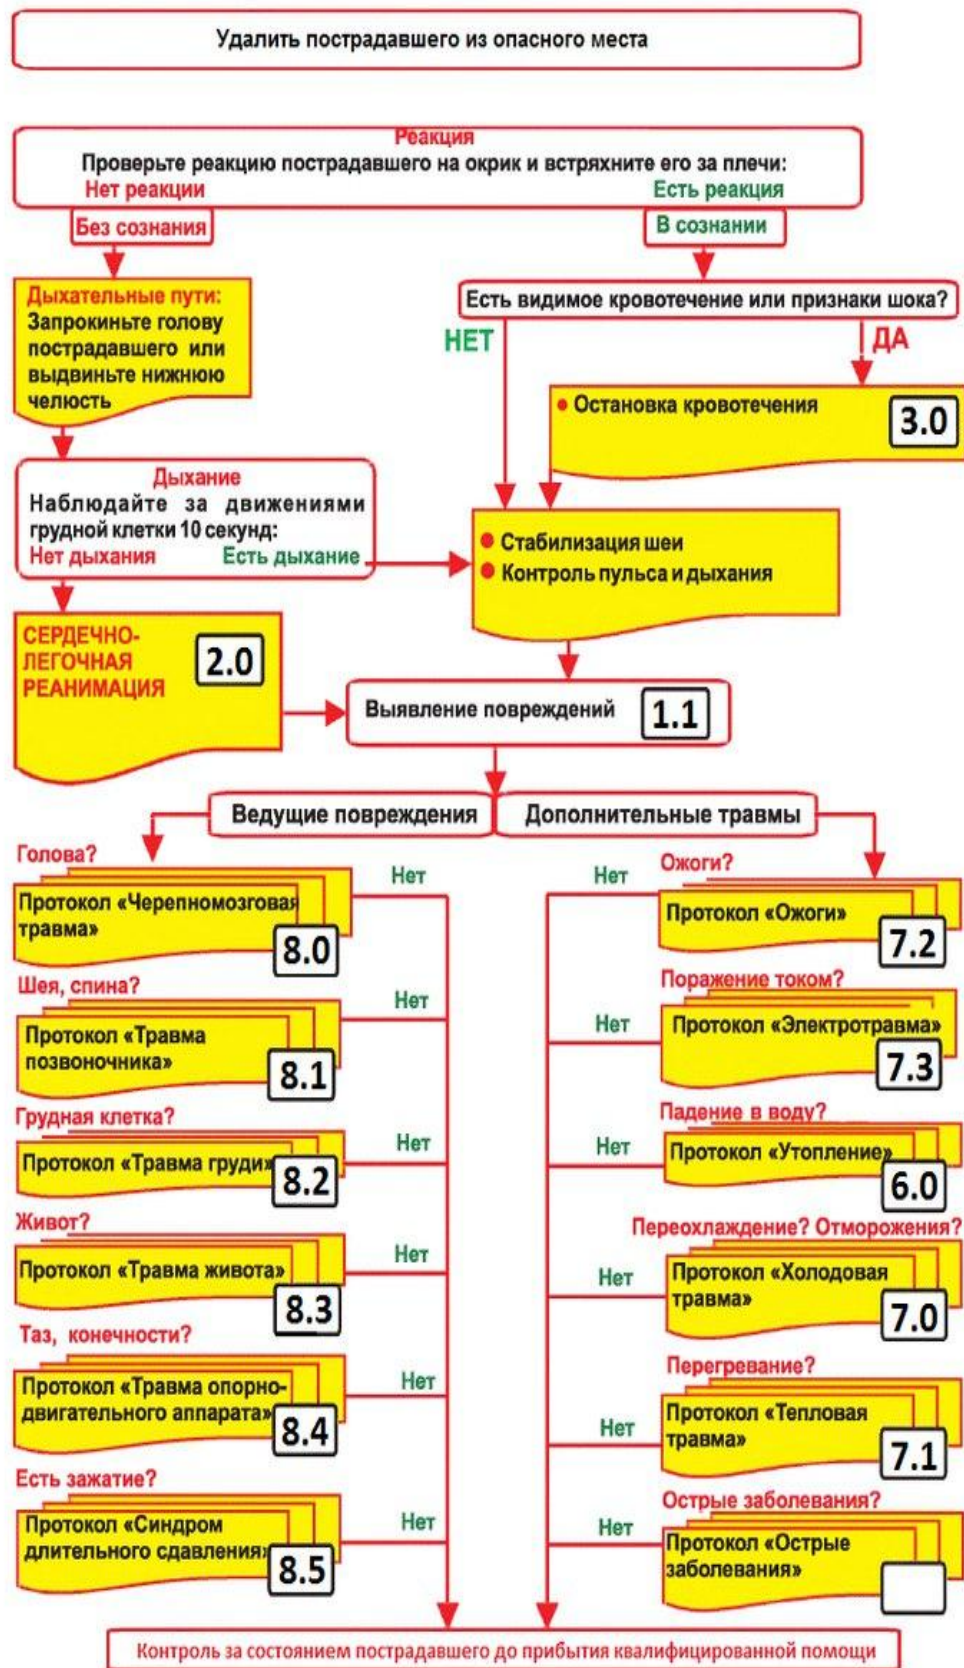 Удалить пострадавшего из опасного места
Реакция
Проверьте реакцию пострадавшего на окрик и встряхните его за плечи:
Нет реакции
Есть реакция
Без сознания
В сознании
Дыхательные пути:
Запрокиньте голову
пострадавшего или
выдвиньте нижнюю
челюсть
Есть видимое кровотечение или признаки шока?
НЕТ
ДА
• Остановка кровотечения
3.0
Дыхание
Наблюдайте за движениями
грудной клетки 10 секунд:
Нет дыхания
Есть дыхание
• Стабилизация шеи
• Контроль пульса и дыхания
СЕРДЕЧНО-
ЛЕГОЧНАЯ
РЕАНИМАЦИЯ
2.0
Выявление повреждений
1.1
Ведущие повреждения
Дополнительные травмы
Голова?
Нет
Протокол «Черепномозговая
травма»
8.0
Шея, спина?
Нет
Протокол «Травма
позвоночника»
8.1
Грудная клетка?
Нет
Протокол «Травма груди»
8.2
Живот?
Нет
Протокол «Травма живота»
8.3
Таз, конечности?
Нет
Протокол «Травма опорно-
двигательного аппарата»
8.4
Есть зажатие?
Нет
Протокол «Синдром
длительного сдавления»
8.5
Ожоги?
Нет
Протокол «Ожоги»
7.2
Поражение током?
Нет
Протокол «Электротравма»
7.3
Падение в воду?
Нет
Протокол «Утопление»
6.0
Переохлаждение? Отморожения?
Нет
Протокол «Холодовая
травма»
7.0
Перегревание?
Нет
Протокол «Тепловая
травма»
7.1
Острые заболевания?
Нет
Протокол «Острые
заболевания»
Контроль за состоянием пострадавшего до прибытия квалифицированной помощи